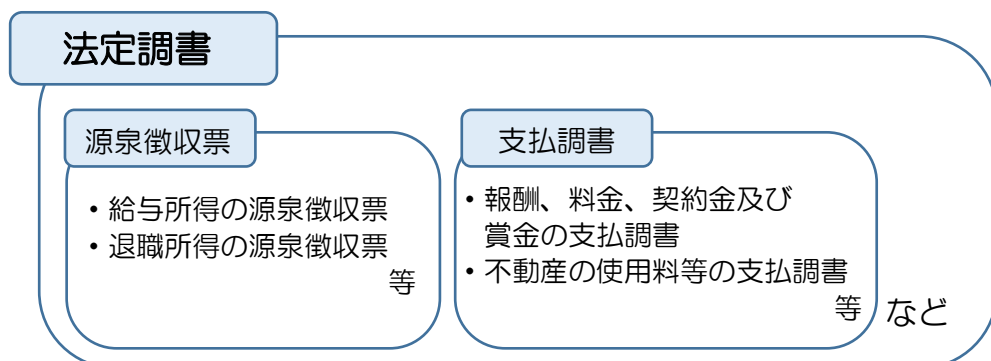 法定調書
源泉徴収票
・給与所得の源泉徴収票
・退職所得の源泉徴収票
等
支払調書
・報酬、料金、契約金及び
賞金の支払調書
・不動産の使用料等の支払調書
等
など